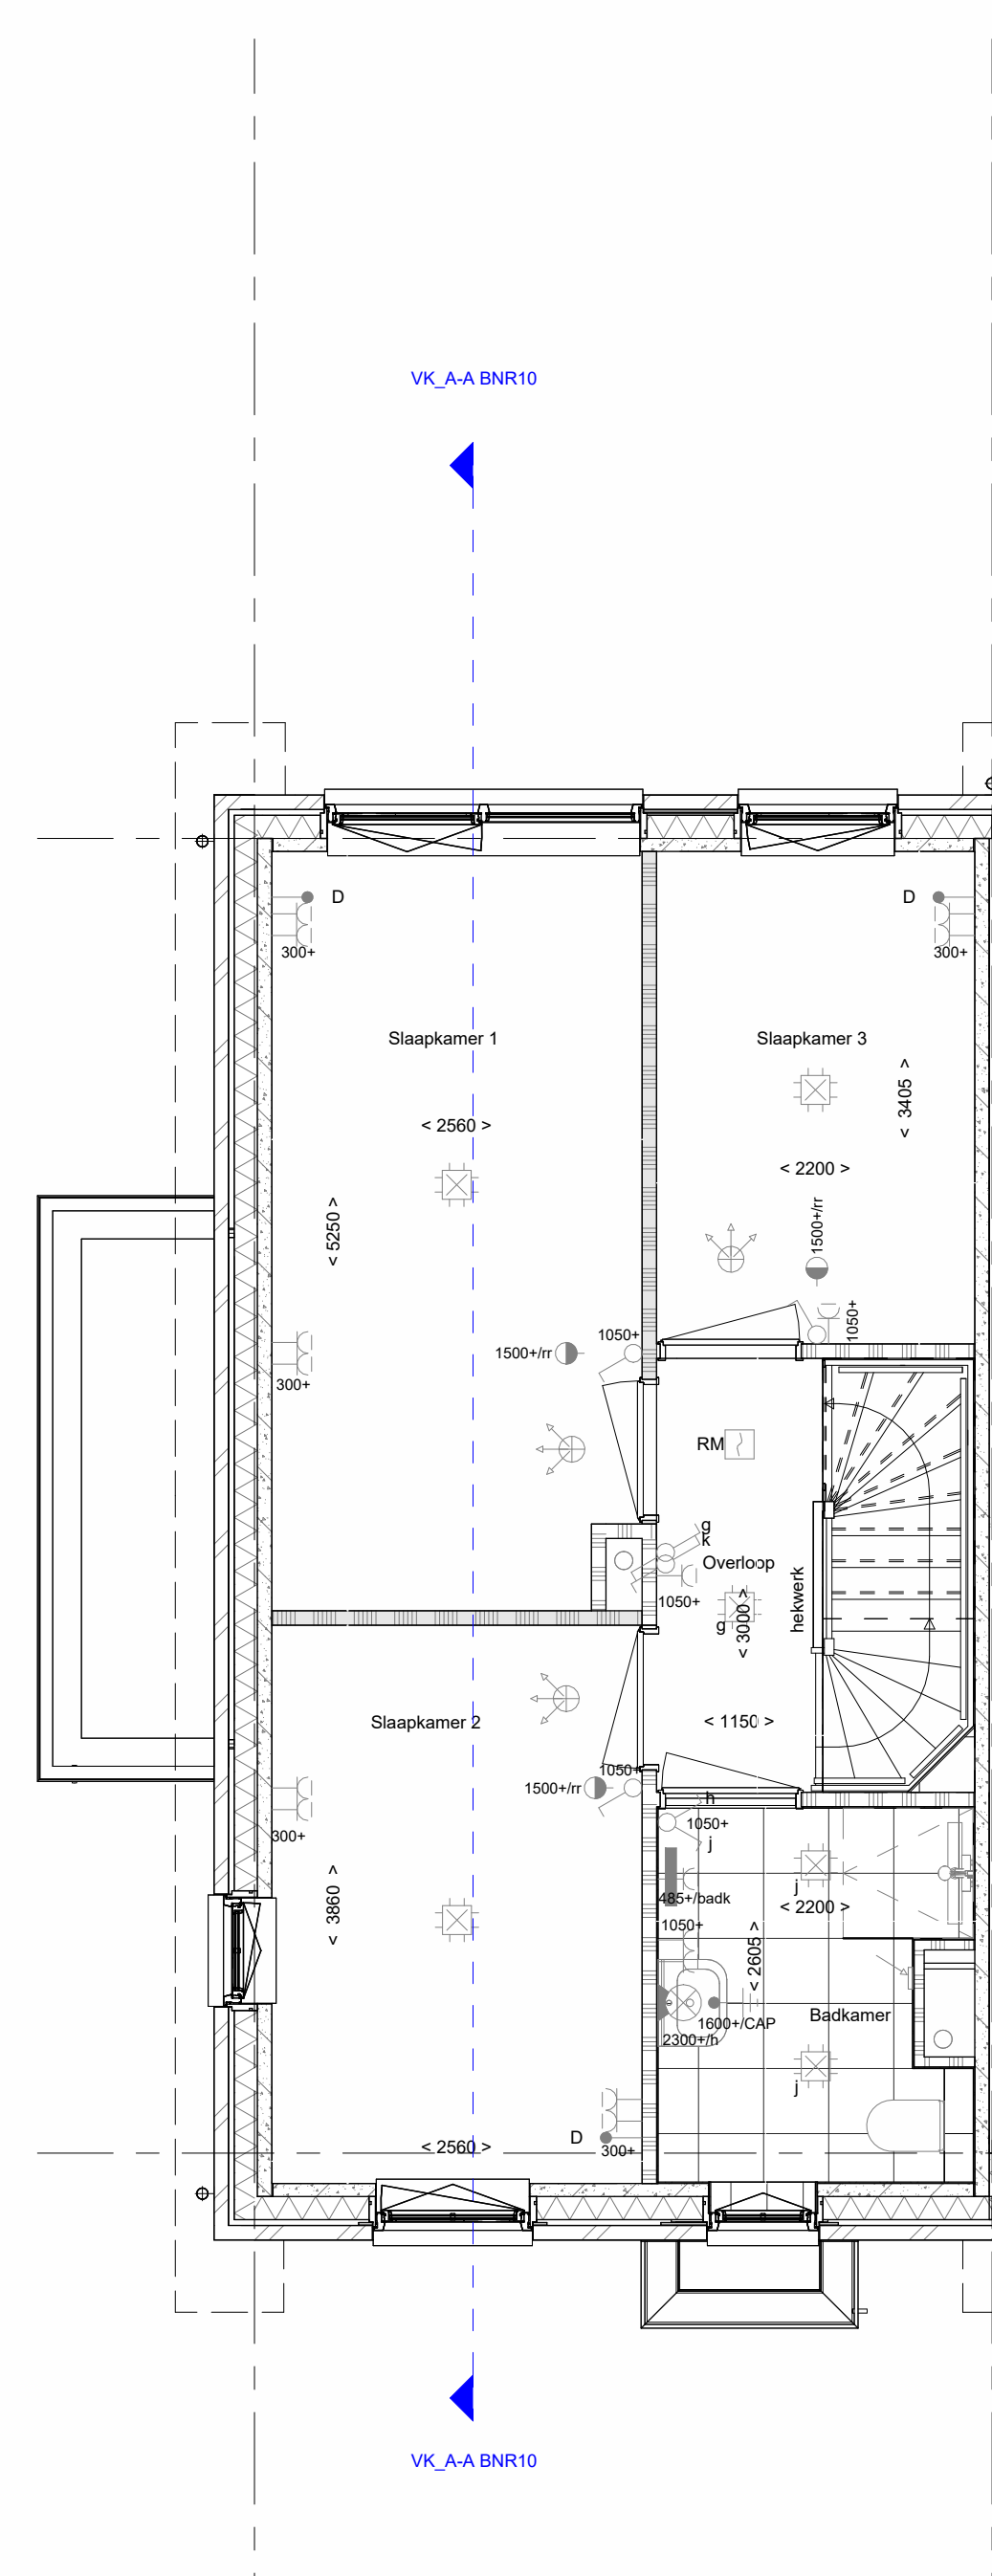 VK_A-A BNR10
D
D
300+
300+
Slaapkamer 1
Slaapkamer 3
< 3405 >
< 2560 >
< 2200 >
< 5250 >
1500+/rr
1050+
1050+
1500+/rr
300+
RM
g
k
Overloop
hekwerk
1050+
g
< 3000 >
Slaapkamer 2
< 1150 >
1050+
1500+/rr
h
1050+
300+
j
j
485+/badk
< 2200 >
< 3860 >
1050+
< 2605 >
Badkamer
1600+/CAP
2300+/h
j
D
< 2560 >
300+
VK_A-A BNR10